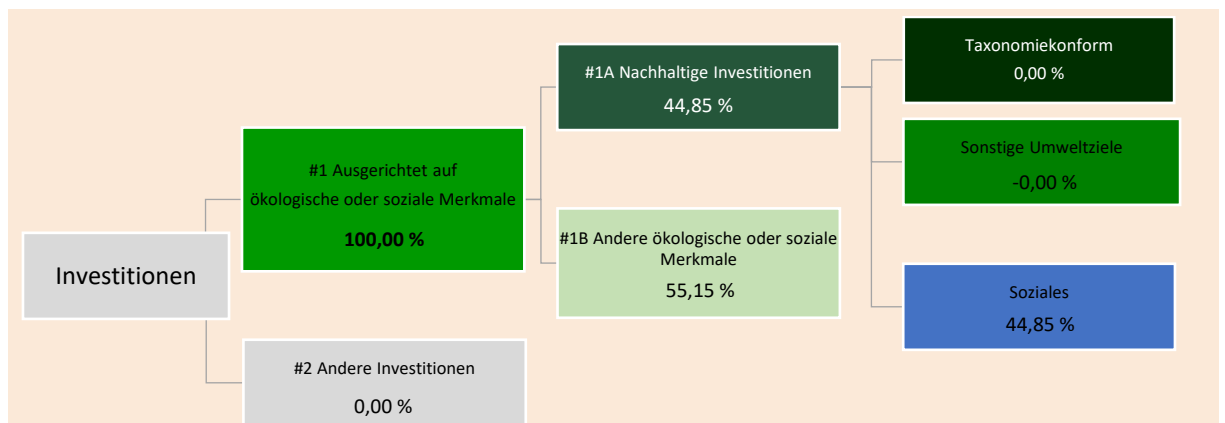 Investitionen
#1 Ausgerichtet auf
ökologische oder soziale Merkmale
100,00 %
#2 Andere Investitionen
0,00 %
#1A Nachhaltige Investitionen
44,85 %
#1B Andere ökologische oder soziale
Merkmale
55,15 %
Taxonomiekonform
0,00 %
Sonstige Umweltziele
-0,00 %
Soziales
44,85 %